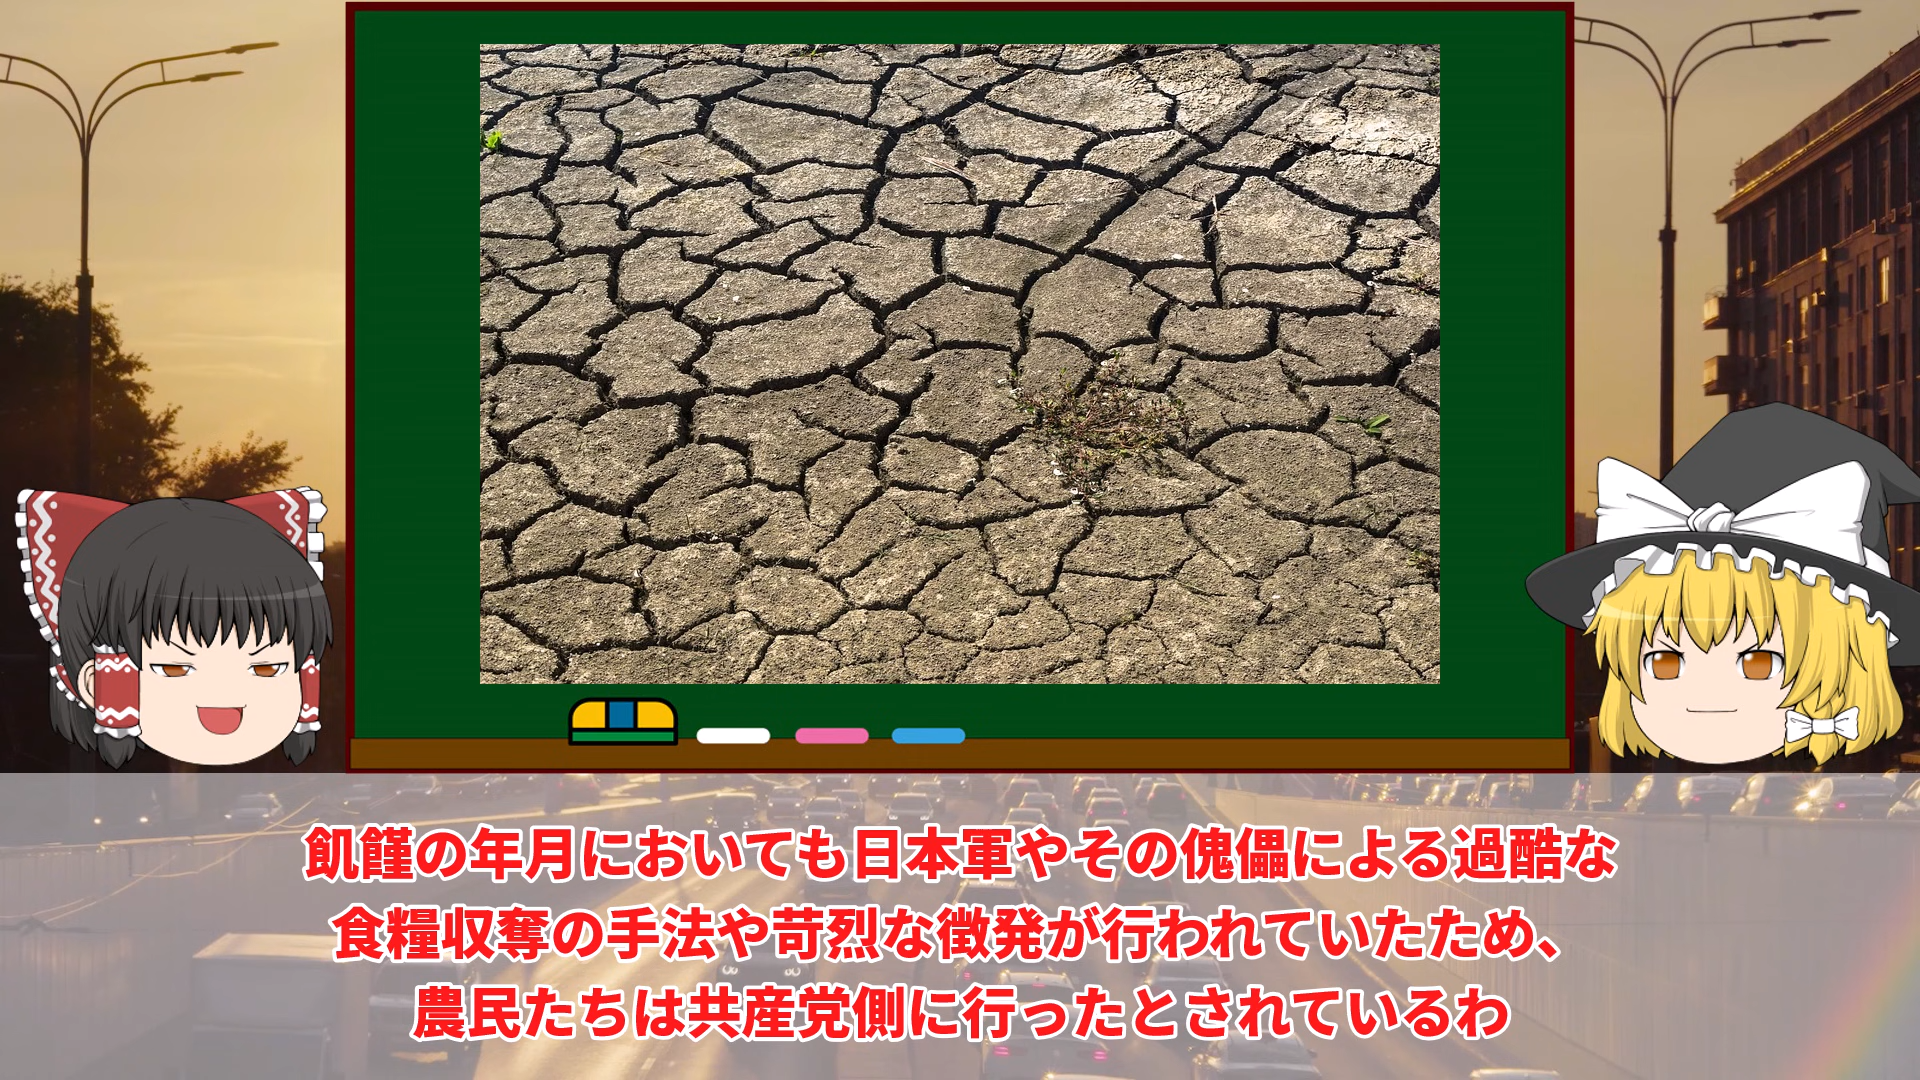 飢饉の年月においても日本軍やその傀儡による過酷な
食糧収奪の手法や苛烈な徴発が行われていたため、
農民たちは共産党側に行ったとされているわ